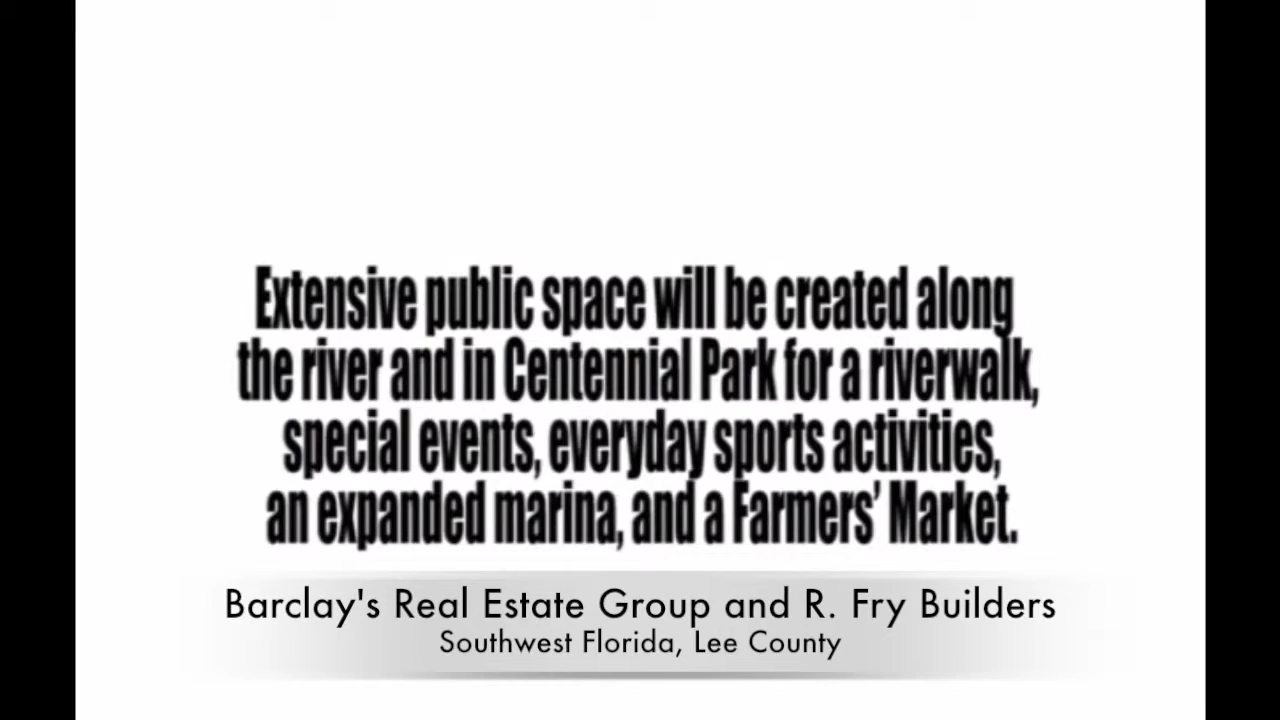 Extensive public space will be created along
the river and in Centennial Park for a riverwalk,
special events, everyday sports activities,
an expanded marina, and a Farmers' Market.
Barclay's Real Estate Group and R. Fry Builders
Southwest Florida, Lee County